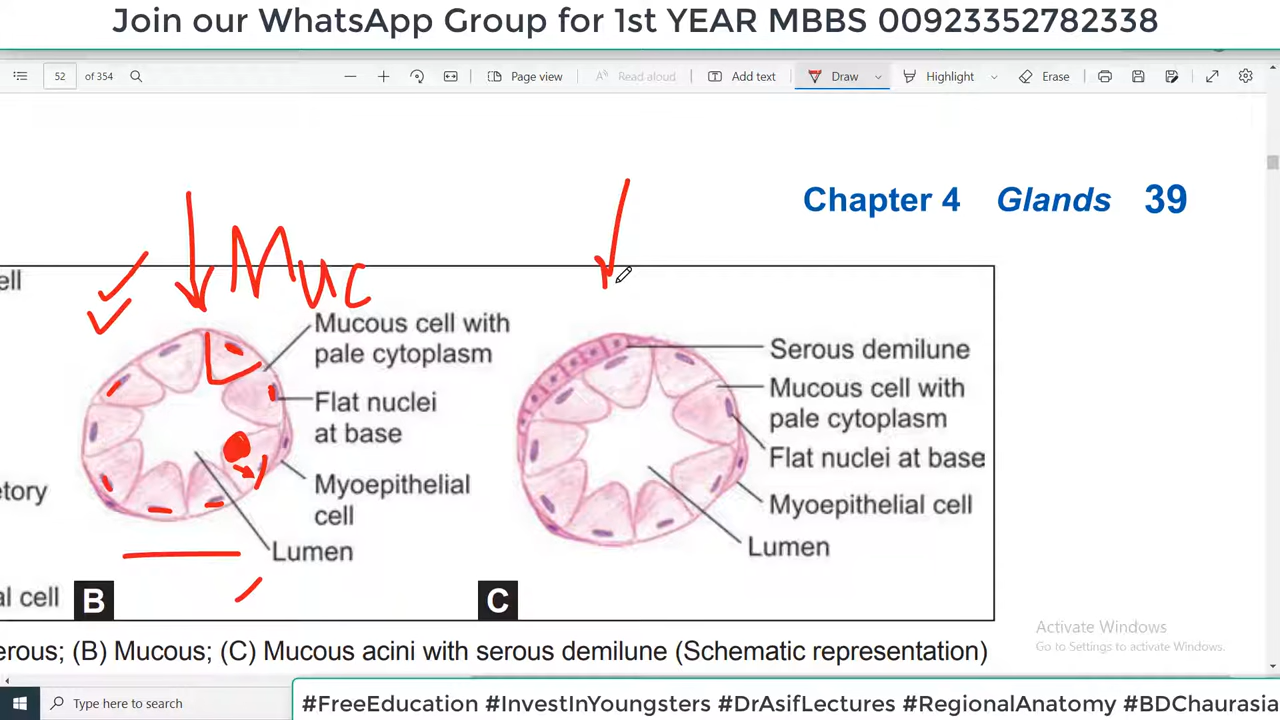 Join our WhatsApp Group for 1st YEAR MBBS 00923352782338
52 of 354
Page view
Read aloud
Add text
Draw
Highlight
Erase
Chapter 4 Glands 39
Muc
ell
Mucous cell with
pale cytoplasm
Flat nuclei
at base
Myoepithelial
cell
Lumen
etory
al cell
B
Serous demilune
Mucous cell with
pale cytoplasm
Flat nuclei at base
Myoepithelial cell
Lumen
C
erous; (B) Mucous; (C) Mucous acini with serous demilune (Schematic representation)
Activate Windows
Go to Settings to activate Windows.
Type here to search
#FreeEducation #InvestInYoungsters #DrAsifLectures #RegionalAnatomy #BDChaurasia